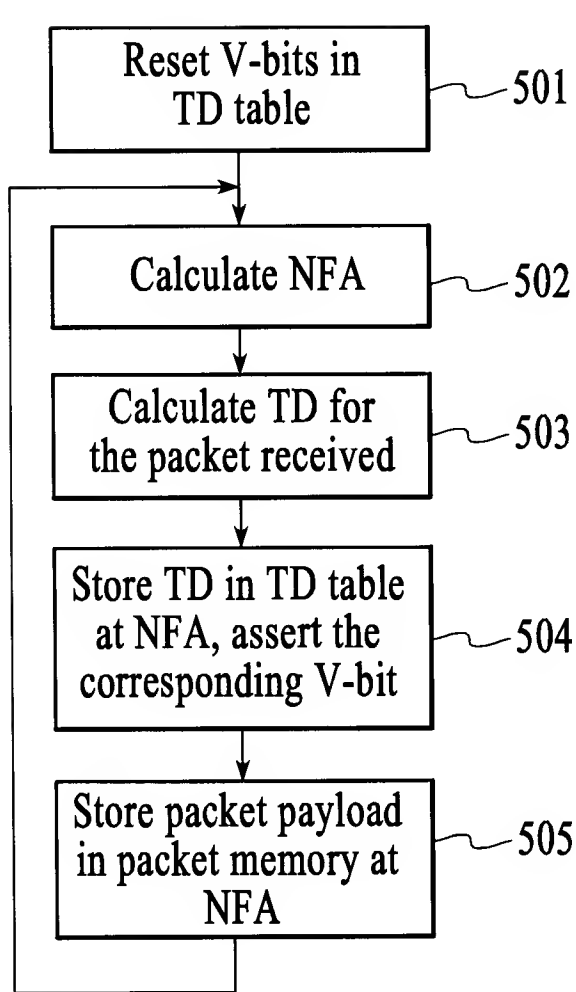 Reset V-bits in
TD table
501
Calculate NFA
502
Calculate TD for
the packet received
503
Store TD in TD table
at NFA, assert the
corresponding V-bit
504
Store packet payload
in packet memory at
NFA
505